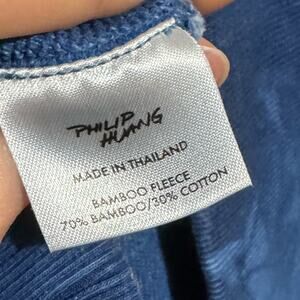 PHILIP
HUANG
MADE IN THAILAND
BAMBOO FLEECE
70% BAMBOO/30% COTTON